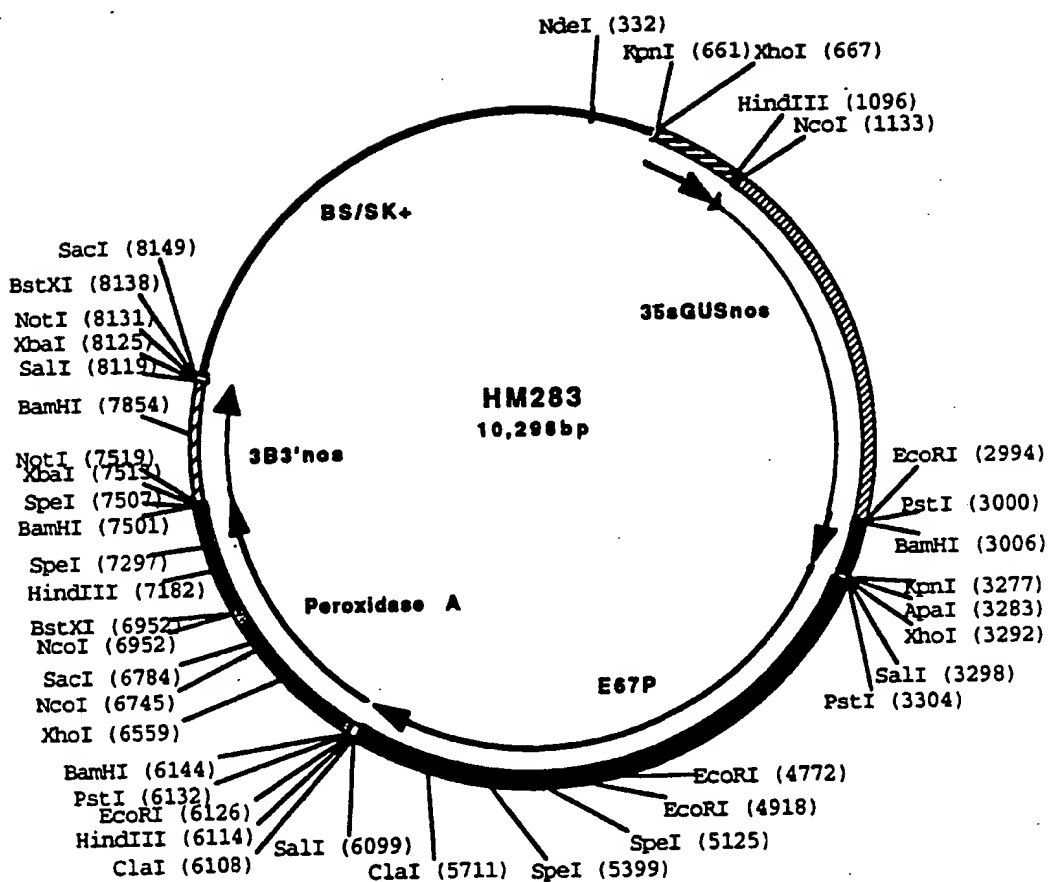 NdeI (332)
KpnI (661)
XhoI (667)
HindIII (1096)
NcoI (1133)
BS/SK+
SacI (8149)
BstXI (8138)
NotI (8131)
XbaI (8125)
SalI (8119)
BamHI (7854)
35sGUSnos
HM283
10,298bp
3B3'nos
NotI (7519)
XbaI (7513)
SpeI (7507)
BamHI (7501)
SpeI (7297)
HindIII (7182)
BstXI (6952)
NcoI (6952)
SacI (6784)
NcoI (6745)
XhoI (6559)
Peroxidase A
EcoRI (2994)
PstI (3000)
BamHI (3006)
KpnI (3277)
ApaI (3283)
XhoI (3292)
SalI (3298)
PstI (3304)
E67P
BamHI (6144)
PstI (6132)
EcoRI (6126)
HindIII (6114)
ClaI (6108)
SalI (6099)
ClaI (5711)
SpeI (5399)
SpeI (5125)
EcoRI (4918)
EcoRI (4772)